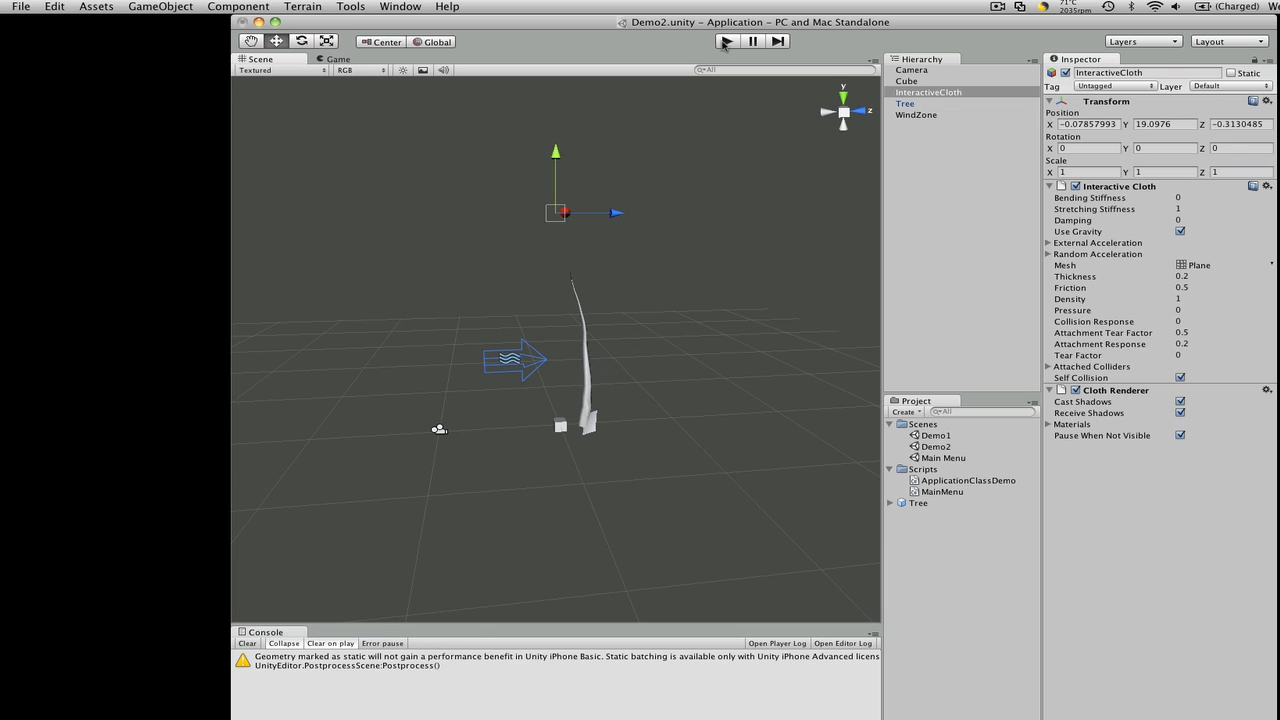 File Edit Assets GameObject Component Terrain Tools Window Help 71°C 2035rpm (Charged)
Demo2.unity - Application - PC and Mac Standalone
Center Global Layers Layout
Scene Game Hierarchy Inspector
Textured RGB All
Camera
Cube
InteractiveCloth
Tree
WindZone
y
z
InteractiveCloth Static
Tag Untagged Layer Default
Transform
Position
X -0.07857993 Y 19.0976 Z -0.3130485
Rotation
X 0 Y 0 Z 0
Scale
X 1 Y 1 Z 1
Interactive Cloth
Bending Stiffness 0
Stretching Stiffness 1
Damping 0
Use Gravity
External Acceleration
Random Acceleration
Mesh Plane
Thickness 0.2
Friction 0.5
Density 1
Pressure 0
Collision Response 0
Attachment Tear Factor 0.5
Attachment Response 0.2
Tear Factor 0
Attached Colliders
Self Collision
Cloth Renderer
Cast Shadows
Receive Shadows
Materials
Pause When Not Visible
Project
Create All
Scenes
Demo1
Demo2
Main Menu
Scripts
ApplicationClassDemo
MainMenu
Tree
Console
Clear Collapse Clear on play Error pause Open Player Log Open Editor Log
Geometry marked as static will not gain a performance benefit in Unity iPhone Basic. Static batching is available only with Unity iPhone Advanced licens
UnityEditor.PostprocessScene:Postprocess()